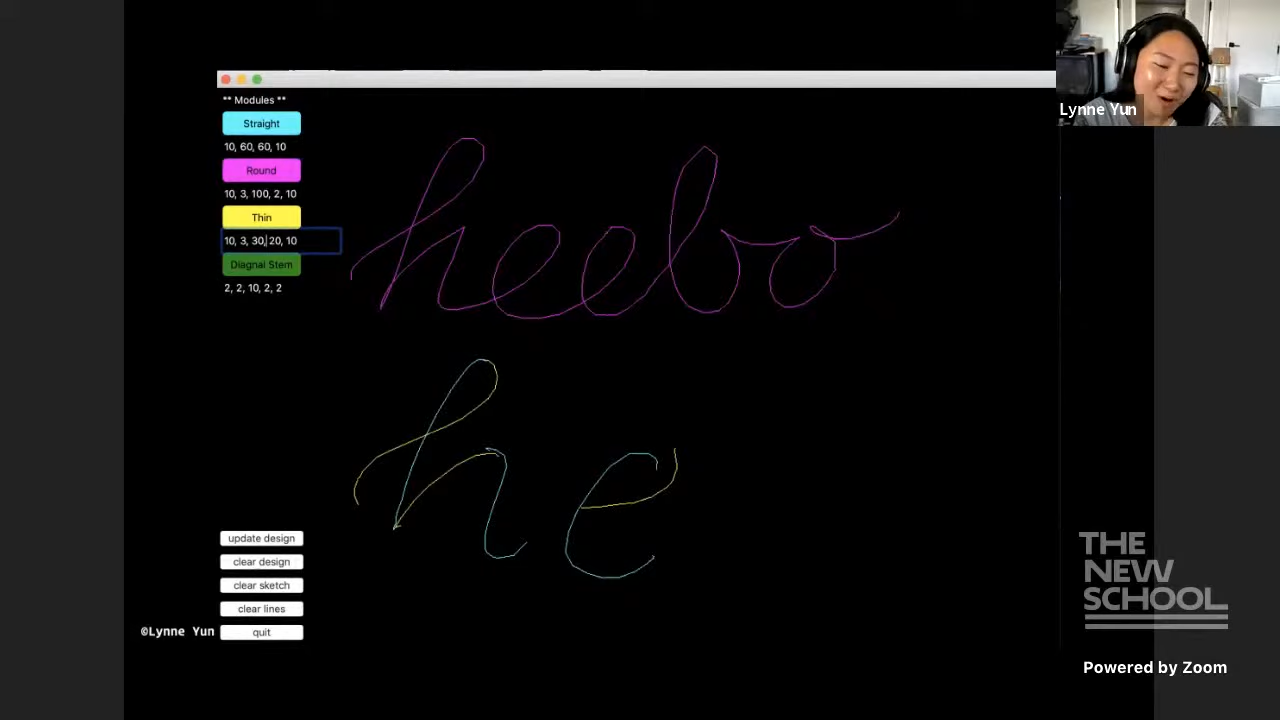 ** Modules **
Straight
10, 60, 60, 10
Round
10, 3, 100, 2, 10
Thin
10, 3, 30, 20, 10
Diagnal Stem
2, 2, 10, 2, 2
heebo
he
update design
clear design
clear sketch
clear lines
quit
©Lynne Yun
Lynne Yun
THE
NEW
SCHOOL
Powered by Zoom